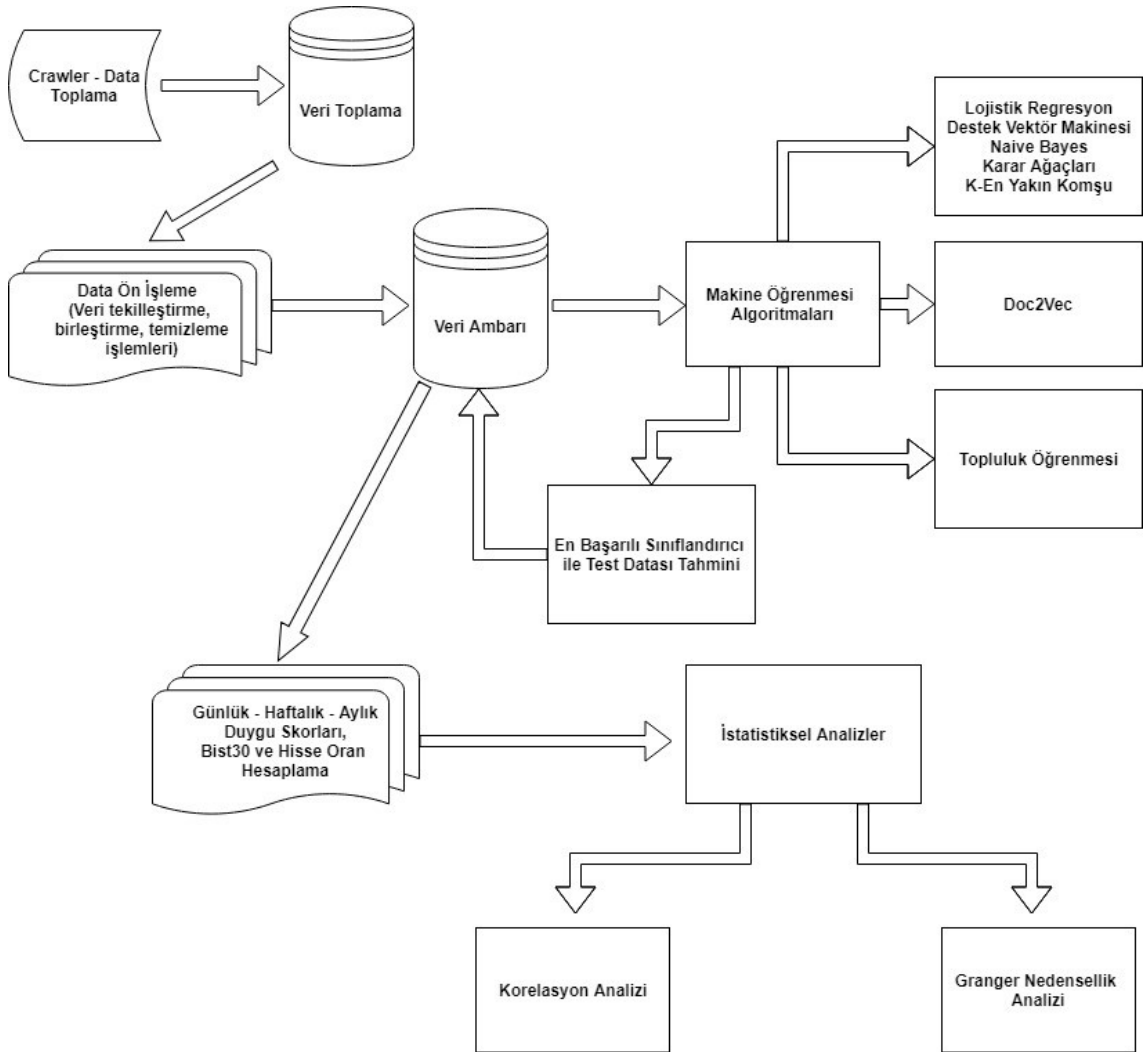 Crawler - Data
Toplama
Veri Toplama
Lojistik Regresyon
Destek Vektör Makinesi
Naive Bayes
Karar Ağaçları
K-En Yakın Komşu
Data Ön İşleme
(Veri tekilleştirme,
birleştirme, temizleme
işlemleri)
Veri Ambarı
Makine Öğrenmesi
Algoritmaları
Doc2Vec
Topluluk Öğrenmesi
En Başarılı Sınıflandırıcı
ile Test Datası Tahmini
Günlük - Haftalık - Aylık
Duygu Skorları,
Bist30 ve Hisse Oran
Hesaplama
İstatistiksel Analizler
Korelasyon Analizi
Granger Nedensellik
Analizi